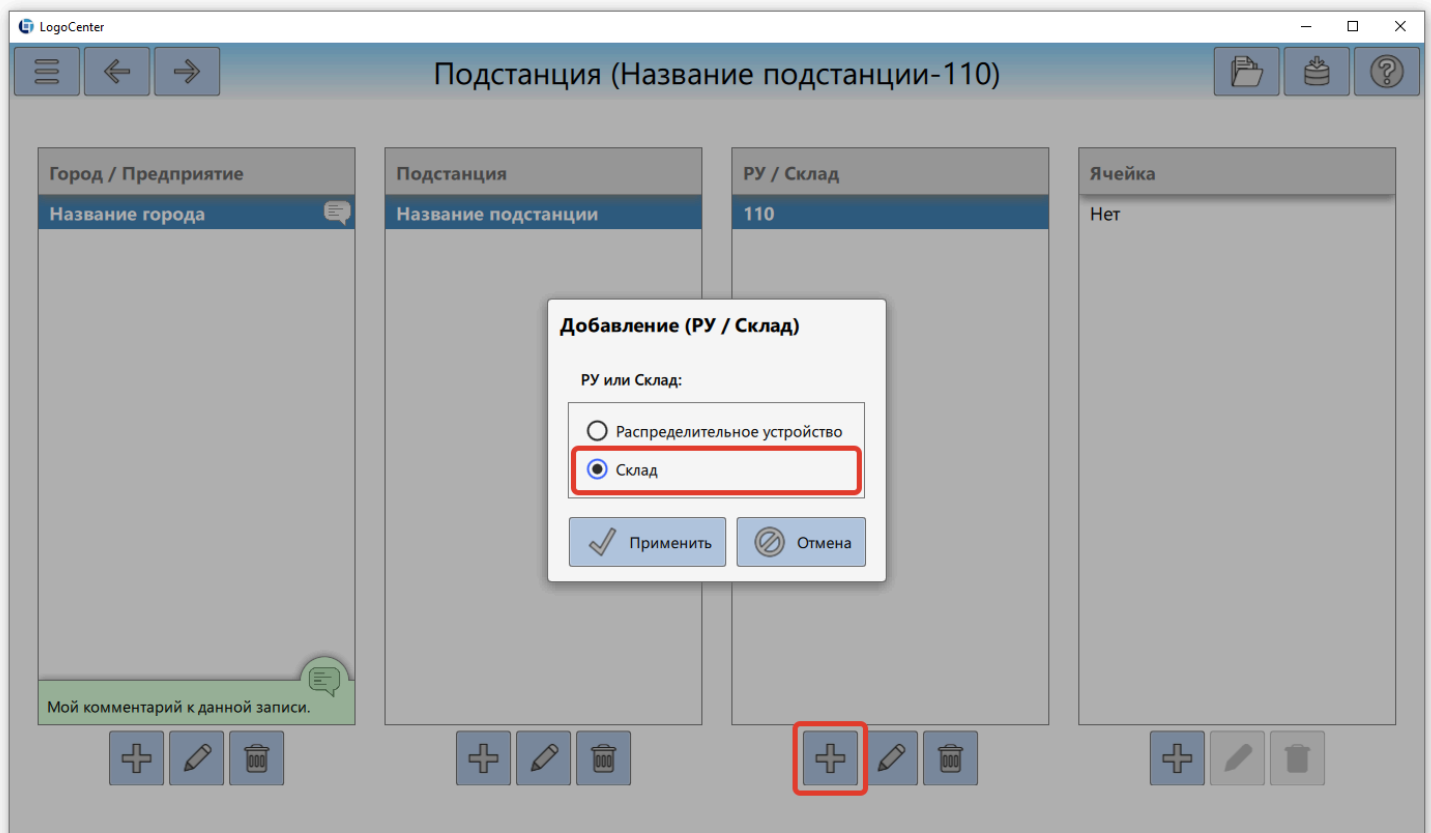 LogoCenter
Подстанция (Название подстанции-110)
Город / Предприятие
Подстанция
РУ / Склад
Ячейка
Название города
Название подстанции
110
Нет
Добавление (РУ / Склад)
РУ или Склад:
Распределительное устройство
Склад
Применить
Отмена
Мой комментарий к данной записи.